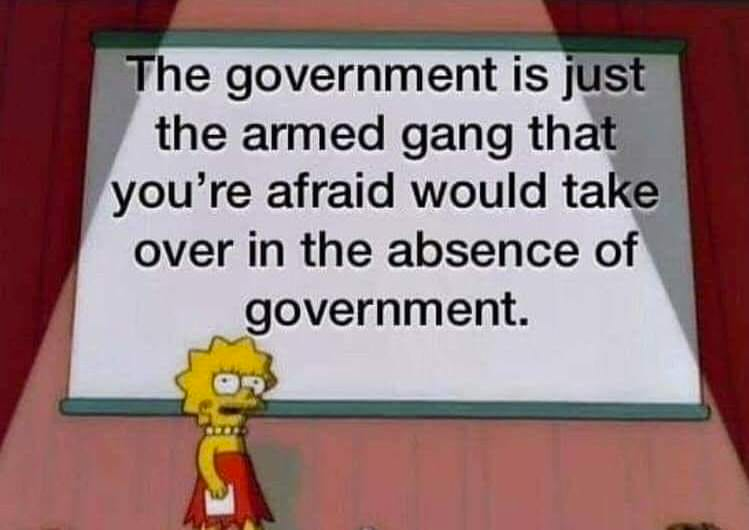 The government is just
the armed gang that
you're afraid would take
over in the absence of
government.